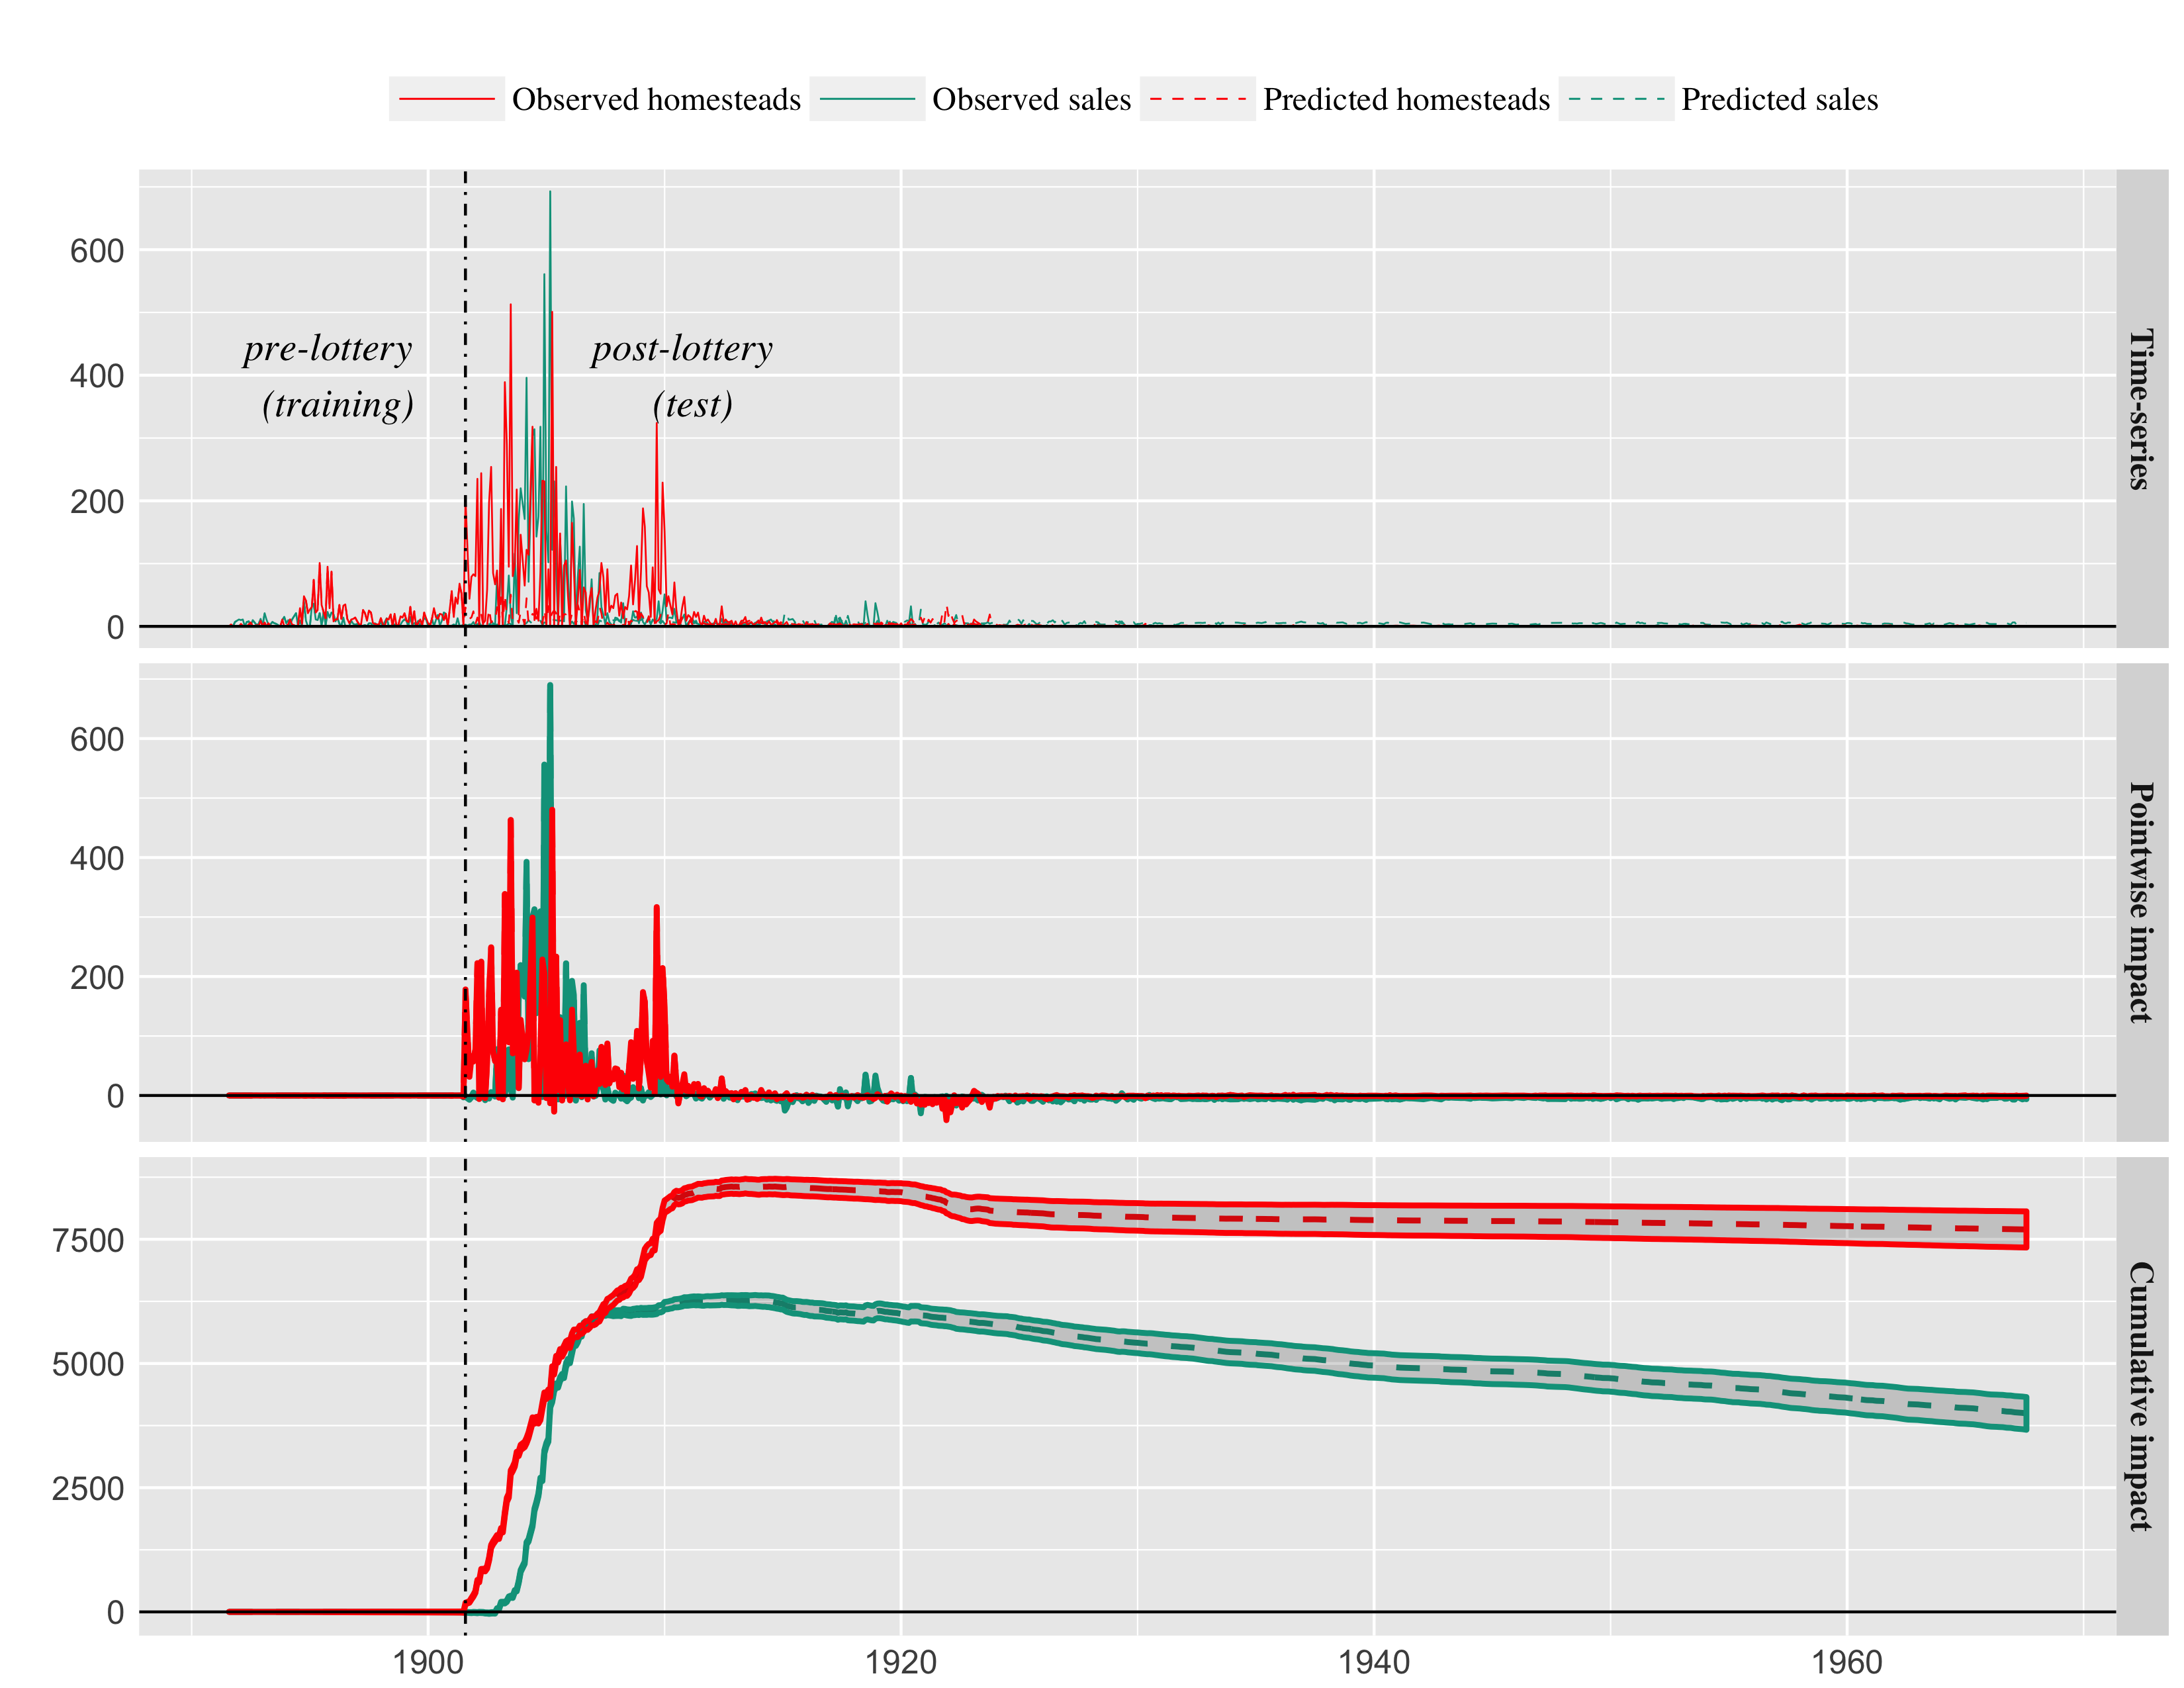 Observed homesteads Observed sales Predicted homesteads Predicted sales
600
400
200
0
pre-lottery
(training)
post-lottery
(test)
Time-series
600
400
200
0
Pointwise impact
7500
5000
2500
0
Cumulative impact
1900 1920 1940 1960